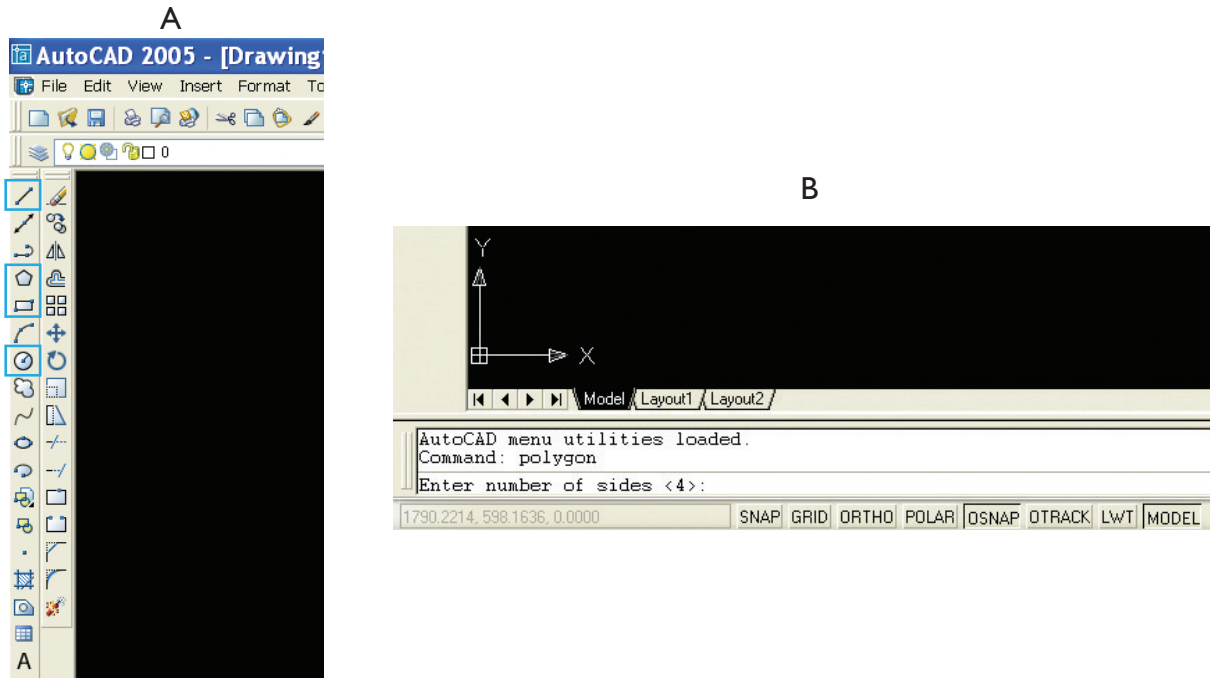 A
AutoCAD 2005 - [Drawing
File Edit View Insert Format To
0
A
B
Y
X
Model Layout1 Layout2
AutoCAD menu utilities loaded.
Command: polygon
Enter number of sides <4>:
1790.2214, 598.1636, 0.0000 SNAP GRID ORTHO POLAR OSNAP OTRACK LWT MODEL